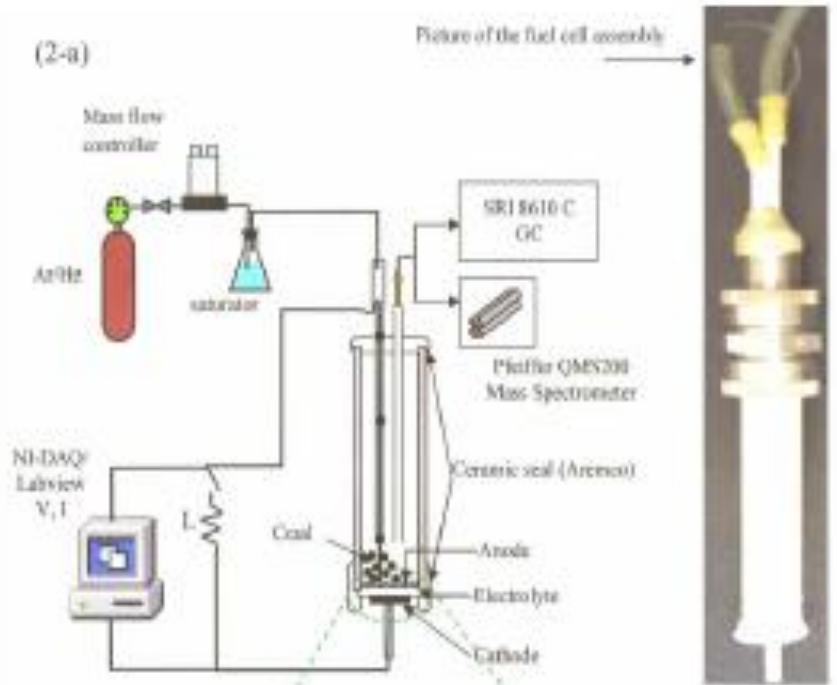 Picture of the fuel cell assembly
(2-a)
Mass flow
controller
SRI 8610 C
GC
Ar/He
saturator
Pfeiffer QMS200
Mass Spectrometer
NI-DAQ/
Labview
V, I
L
Ceramic seal (Aremco)
Coal
Anode
Electrolyte
Cathode